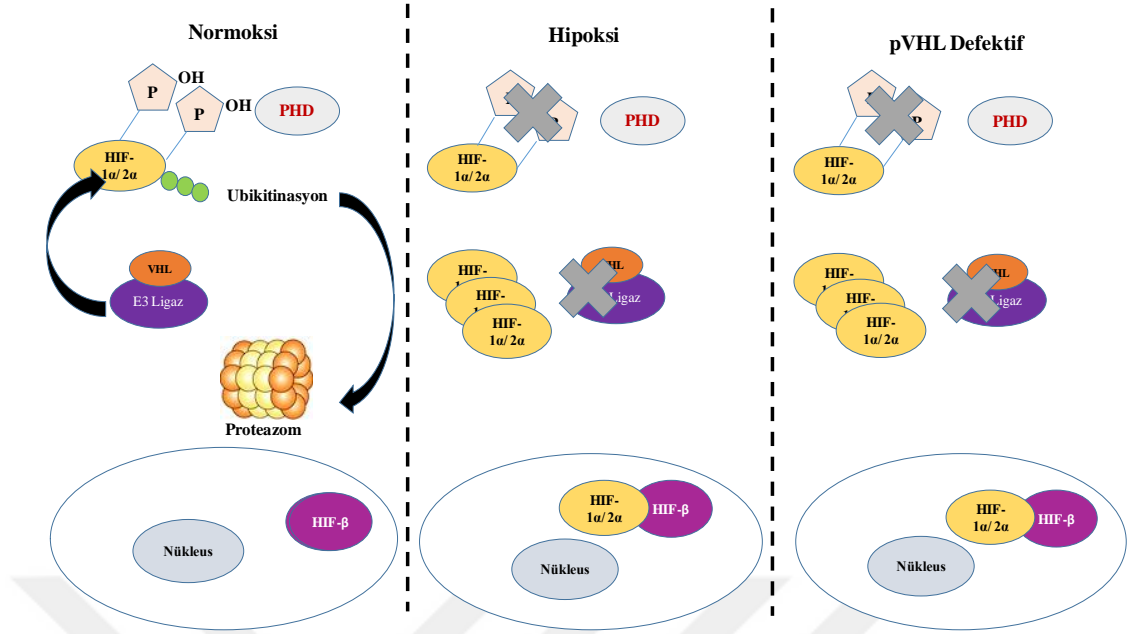 Normoksi
P
OH
P
OH
PHD
HIF-
1α/ 2α
Ubikitinasyon
VHL
E3 Ligaz
Proteazom
HIF-β
Nükleus
Hipoksi
PHD
HIF-
1α/ 2α
HIF-
HIF-
HIF-
1α/ 2α
Ligaz
HIF-
1α/ 2α
HIF-β
Nükleus
pVHL Defektif
PHD
HIF-
1α/ 2α
HIF-
HIF-
HIF-
1α/ 2α
Ligaz
HIF-
1α/ 2α
HIF-β
Nükleus